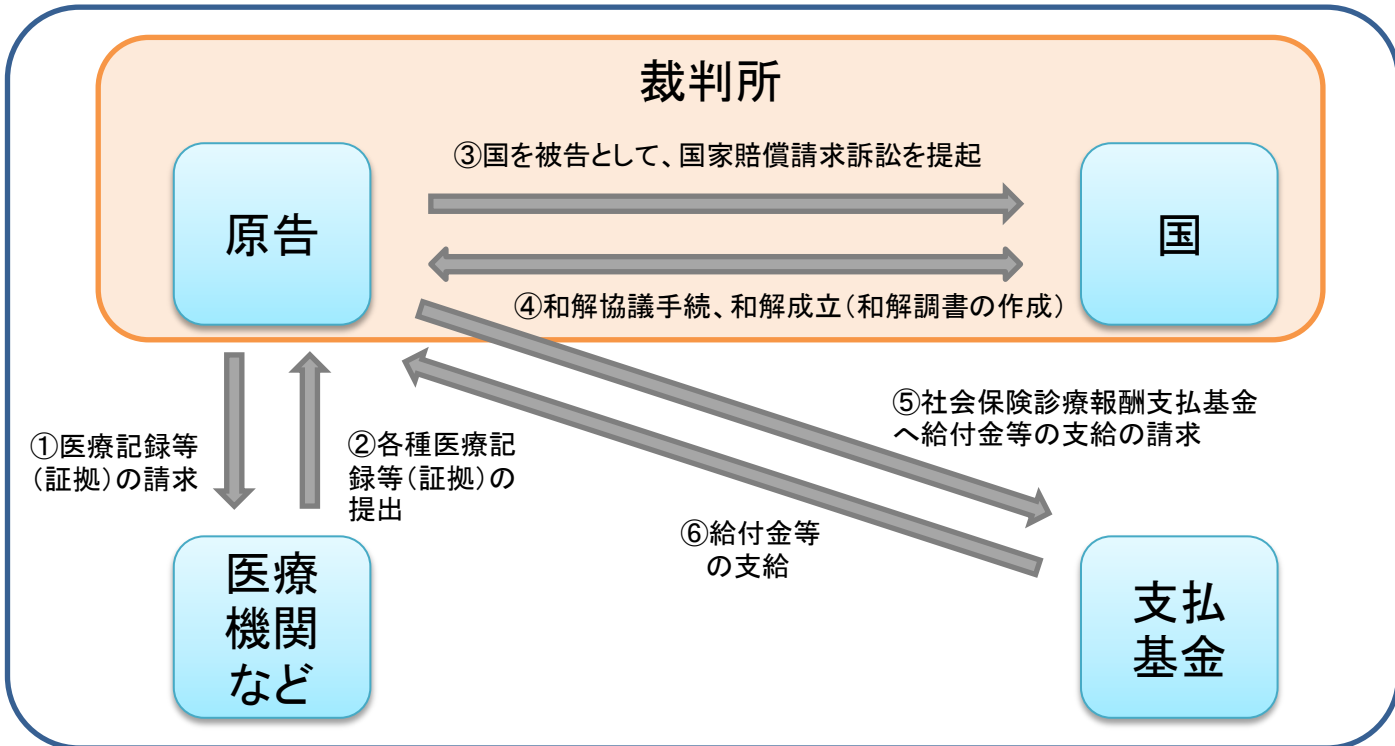 裁判所
③国を被告として、国家賠償請求訴訟を提起
原告
国
④和解協議手続、和解成立(和解調書の作成)
①医療記録等
(証拠)の請求
②各種医療記
録等(証拠)の
提出
⑤社会保険診療報酬支払基金
へ給付金等の支給の請求
⑥給付金等
の支給
医療
機関
など
支払
基金